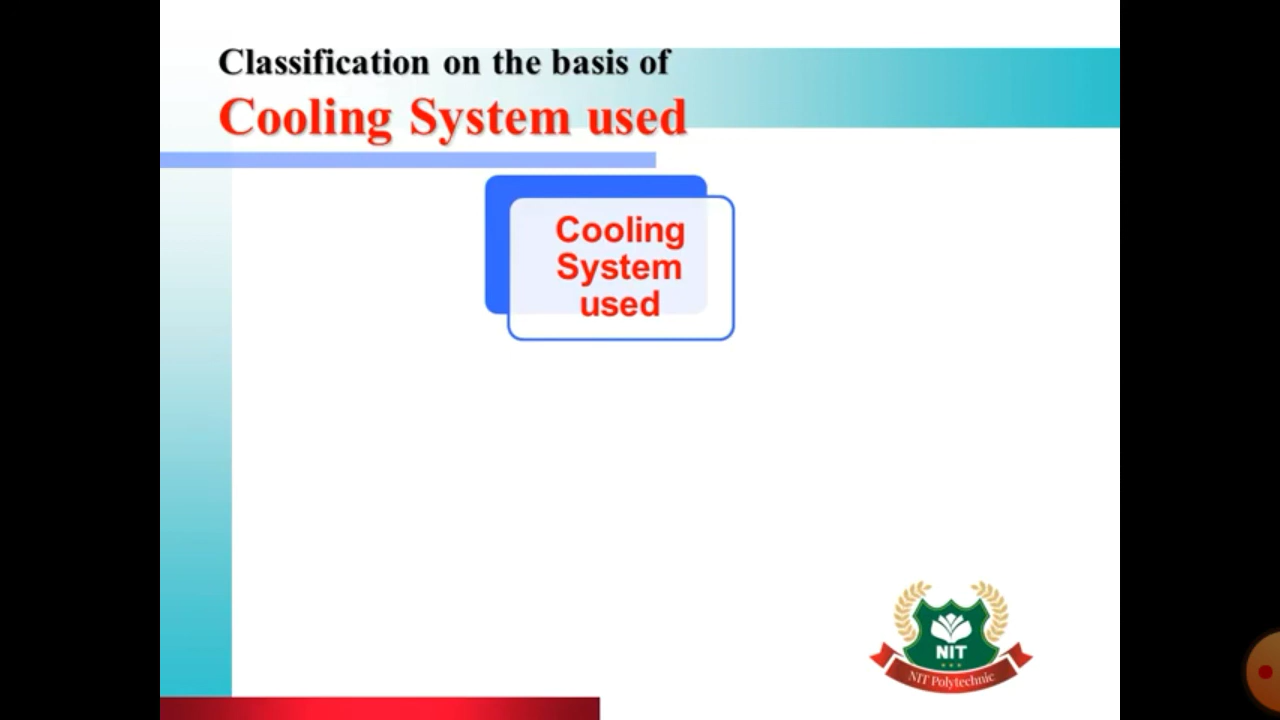 Classification on the basis of
Cooling System used
Cooling
System
used
NIT
NIT Polytechnic